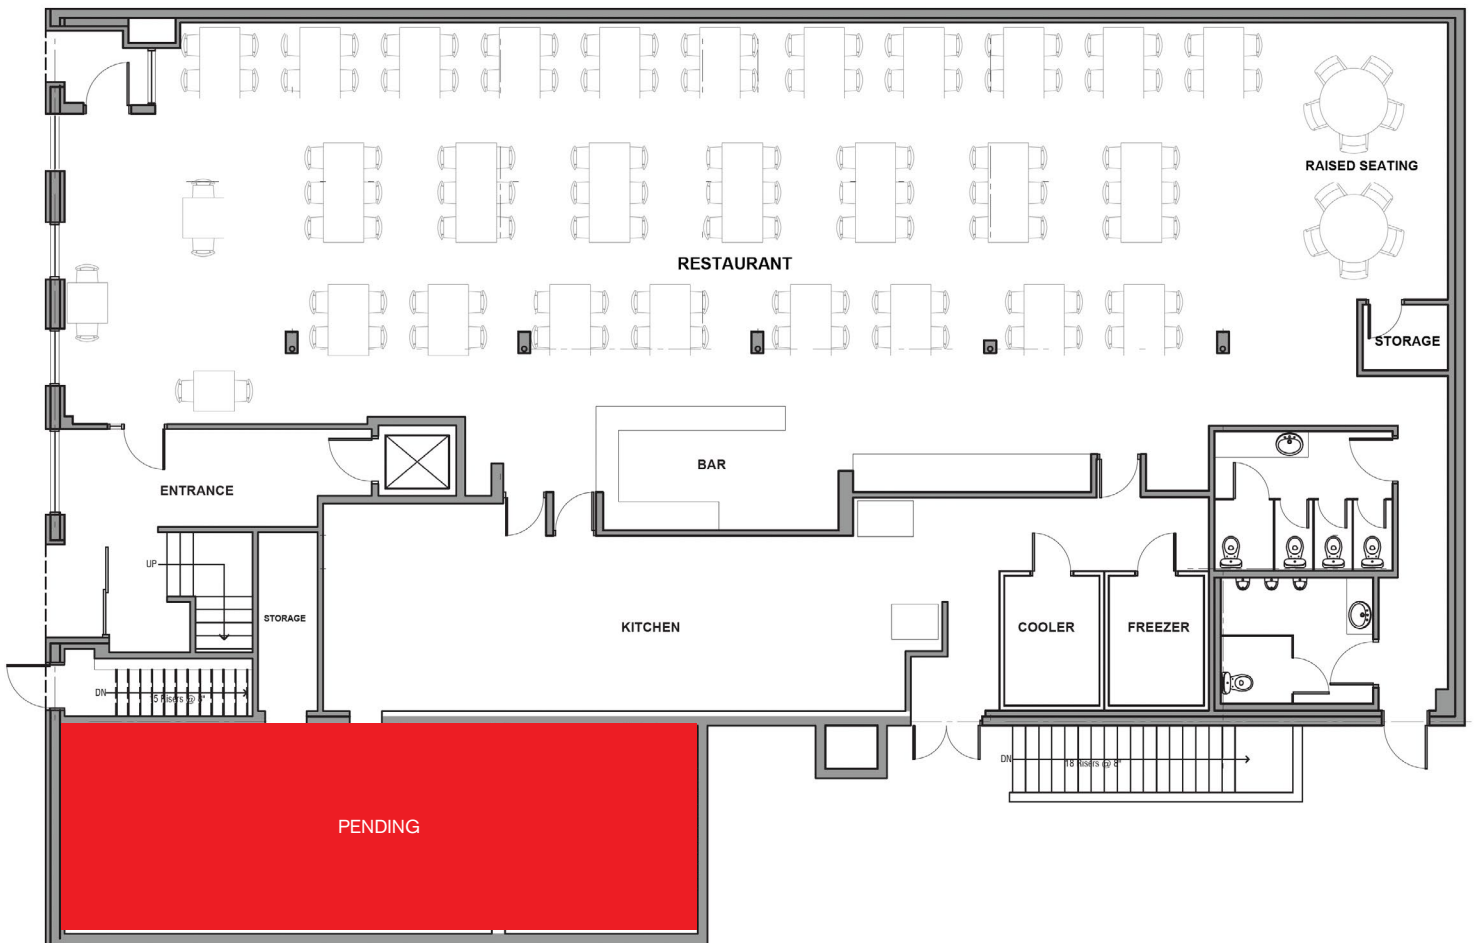 RAISED SEATING
RESTAURANT
STORAGE
BAR
ENTRANCE
UP
STORAGE
KITCHEN
COOLER
FREEZER
DN
15 Risers @ 8"
DN
18 Risers @ 8"
PENDING